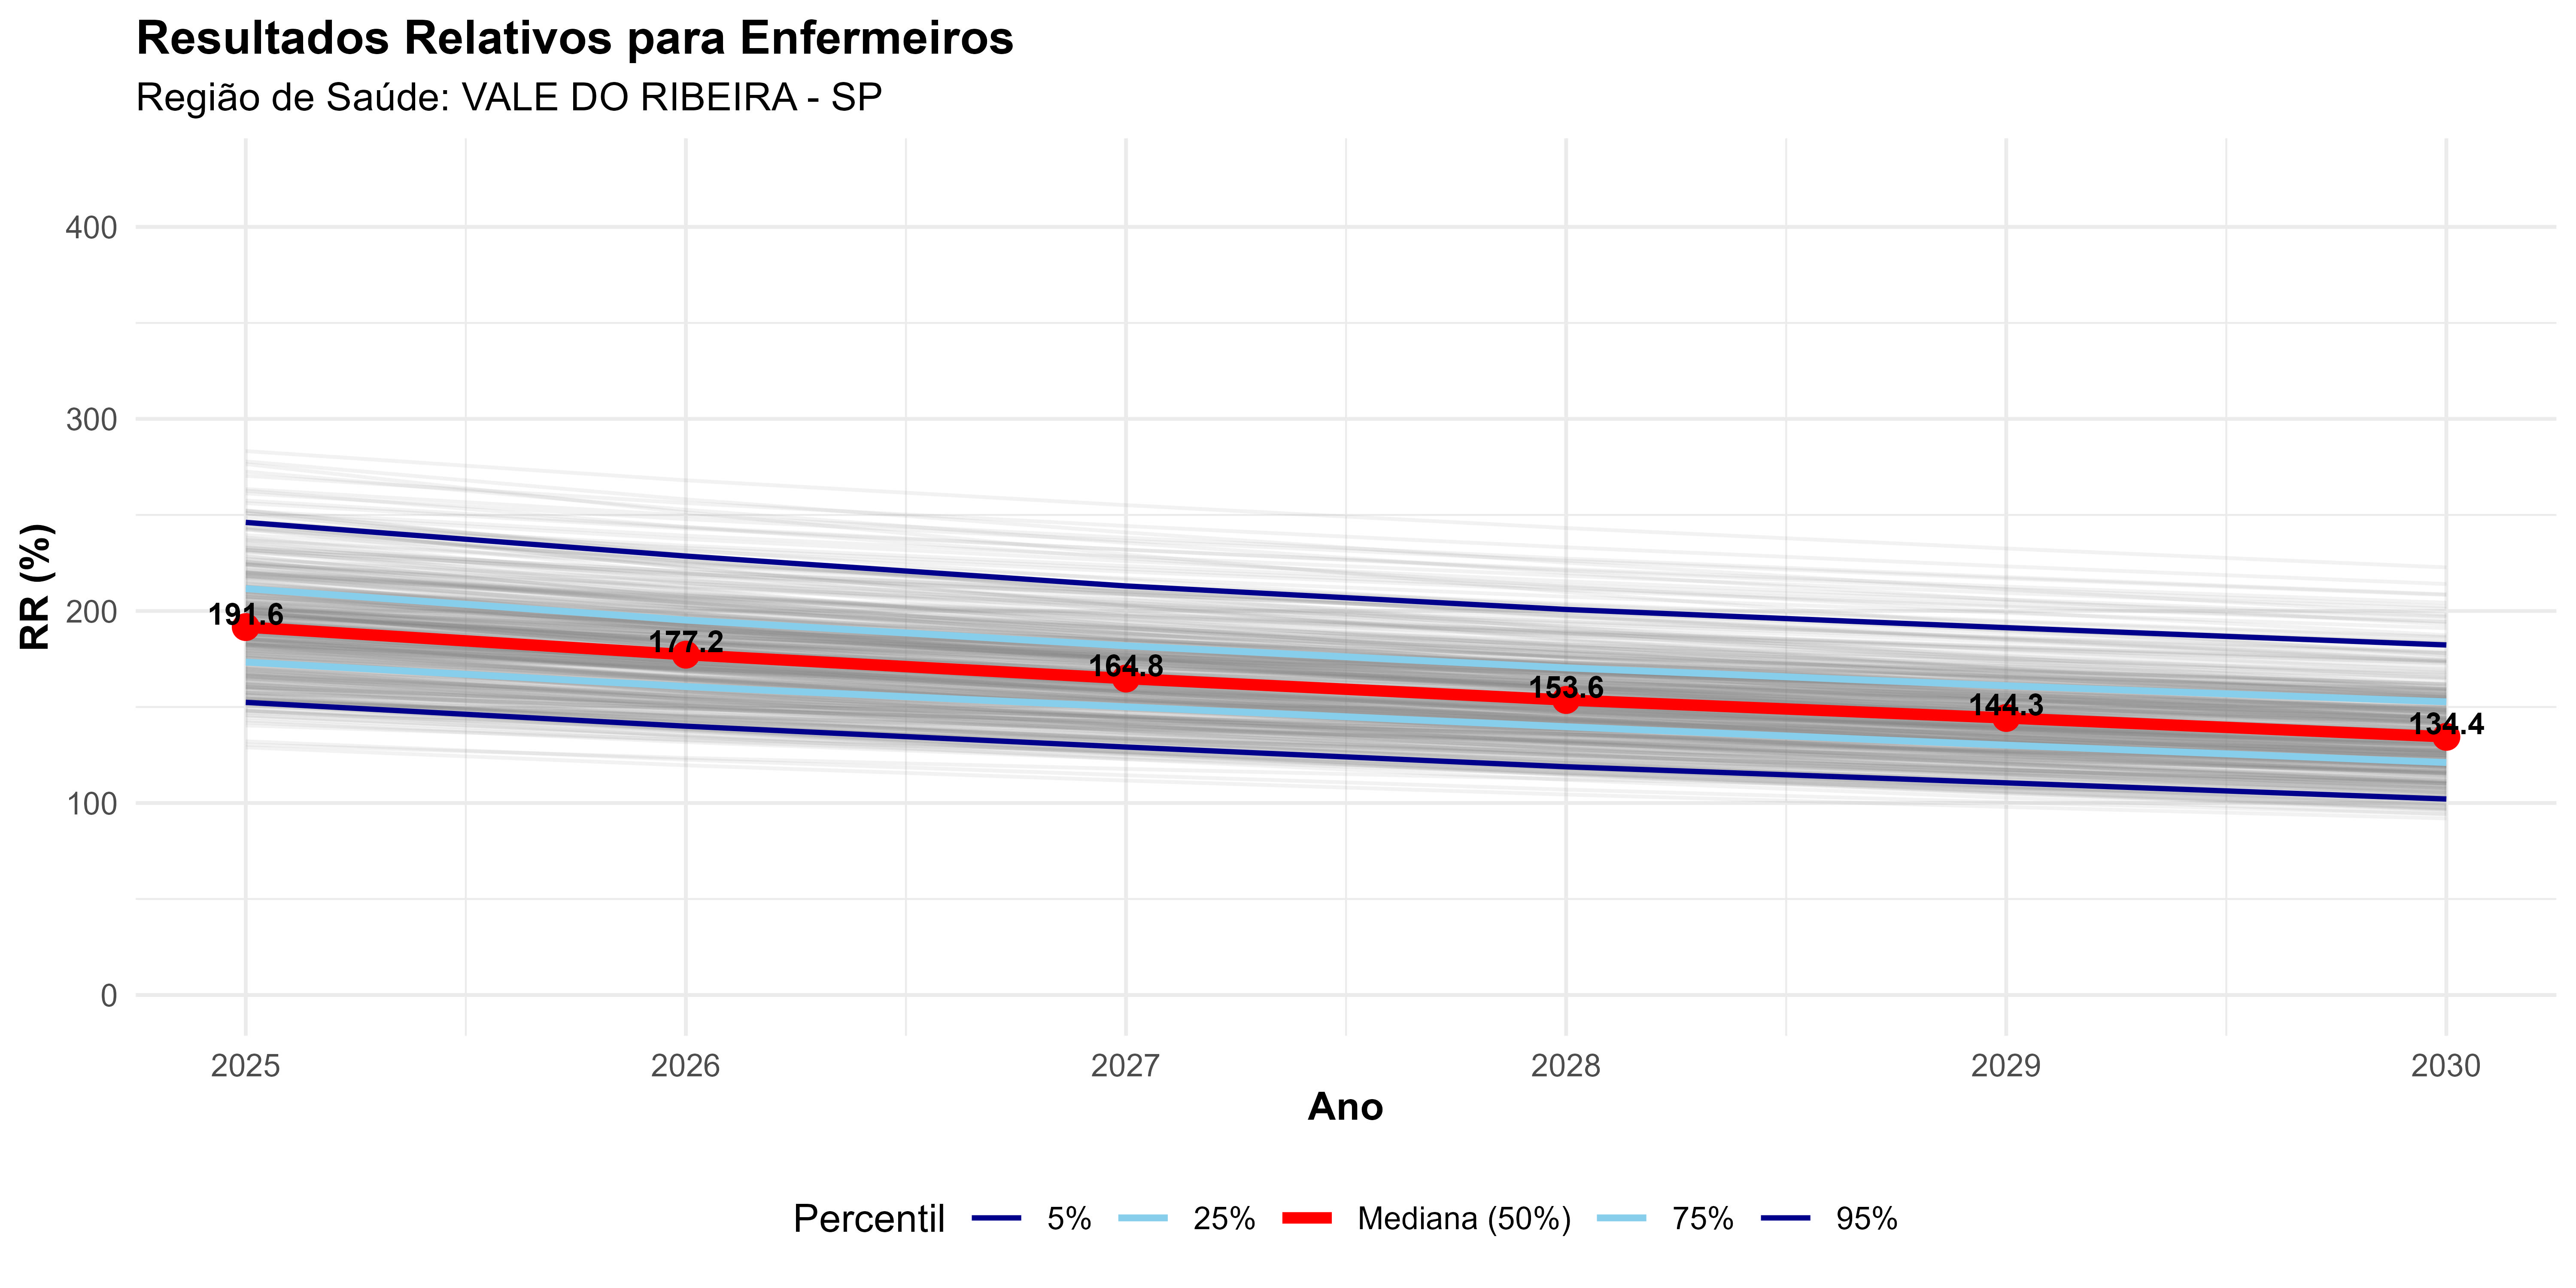 Resultados Relativos para Enfermeiros
Região de Saúde: VALE DO RIBEIRA - SP
RR (%)
400
300
200
100
0
191.6
177.2
164.8
153.6
144.3
134.4
2025 2026 2027 2028 2029 2030
Ano
Percentil 5% 25% Mediana (50%) 75% 95%